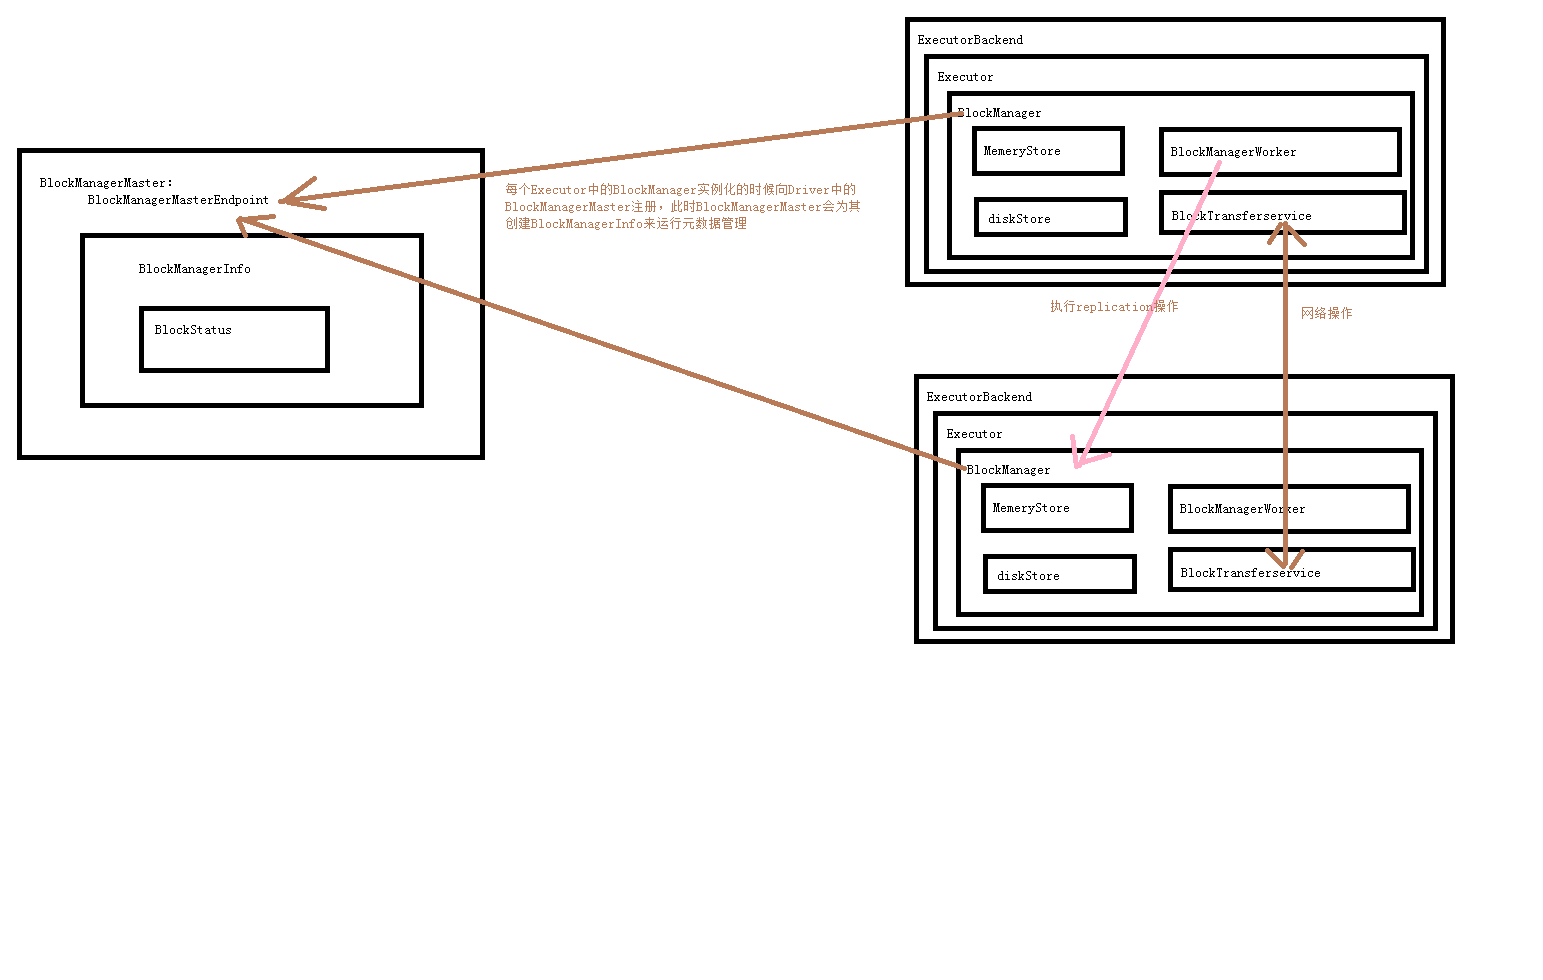 BlockManagerMaster:
BlockManagerMasterEndpoint
BlockManagerInfo
BlockStatus
每个Executor中的BlockManager实例化的时候向Driver中的
BlockManagerMaster注册，此时BlockManagerMaster会为其
创建BlockManagerInfo来运行元数据管理
ExecutorBackend
Executor
BlockManager
MemeryStore
BlockManagerWorker
diskStore
BlockTransferservice
执行replication操作
网络操作
ExecutorBackend
Executor
BlockManager
MemeryStore
BlockManagerWorker
diskStore
BlockTransferservice